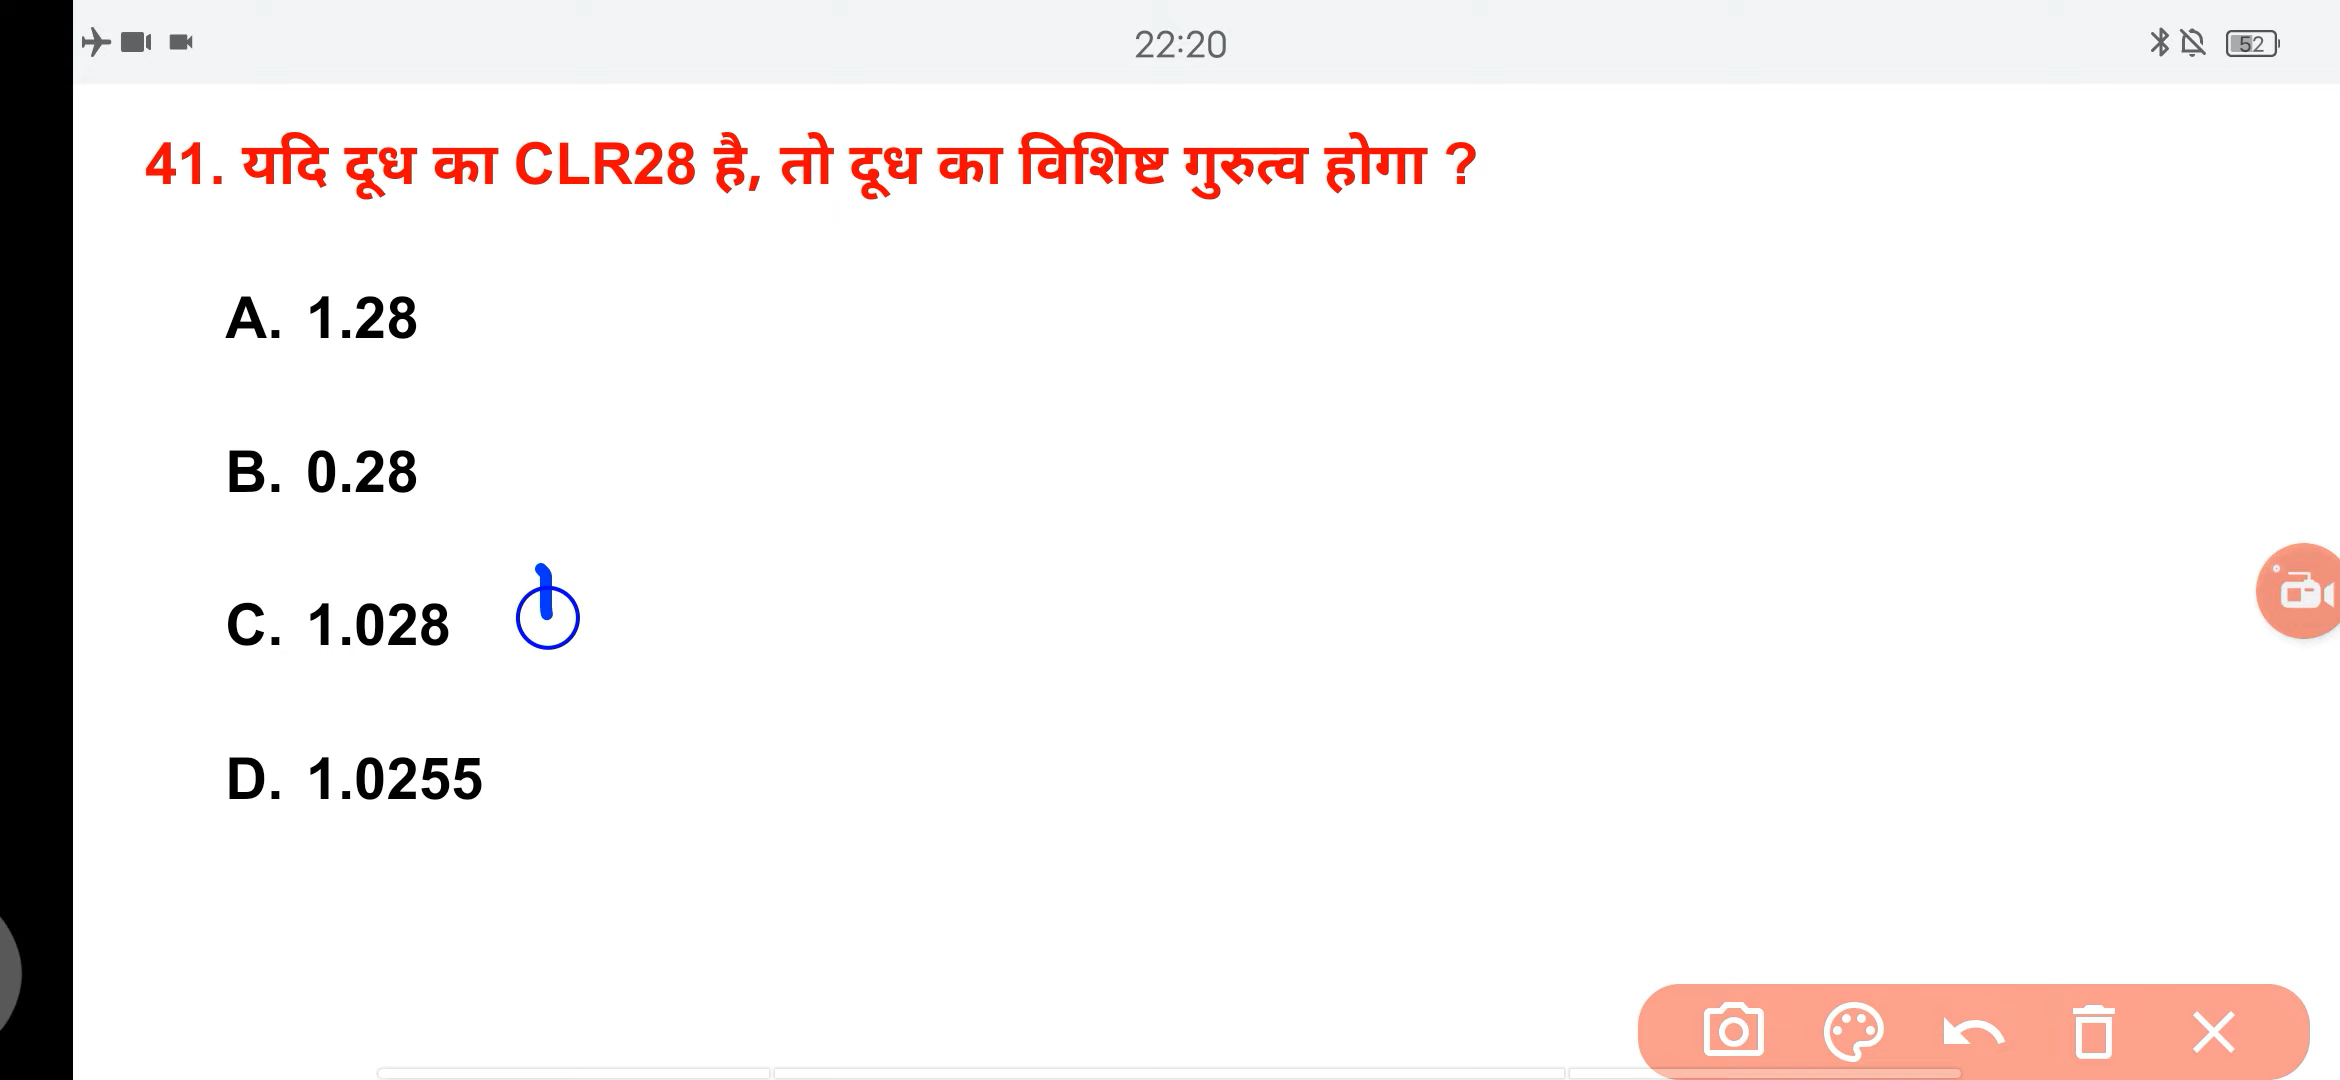 22:20
52
41. यदि दूध का CLR28 है, तो दूध का विशिष्ट गुरुत्व होगा ?
A. 1.28
B. 0.28
C. 1.028
D. 1.0255